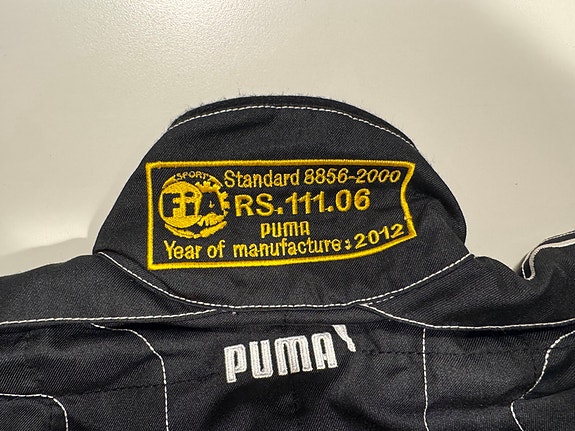 SPORT
FiA
Standard 8856-2000
RS.111.06
PUMA
Year of manufacture: 2012
PUMA